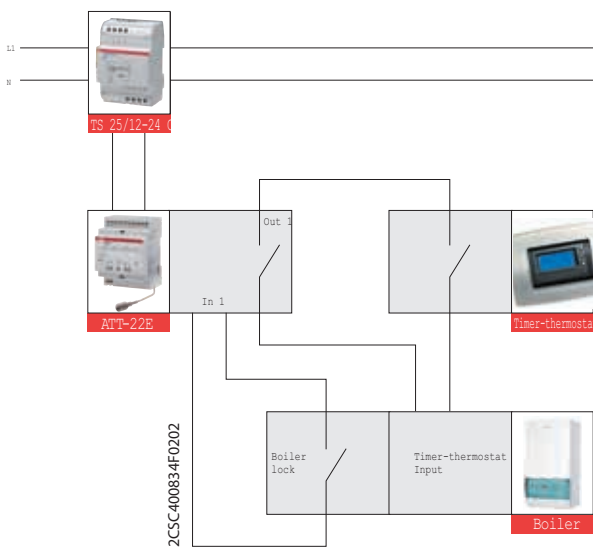 L1
N
TS 25/12-24 C
Out 1
In 1
ATT-22E
Timer-thermosta
2CSC400834F0202
Boiler
lock
Timer-thermostat
Input
Boiler